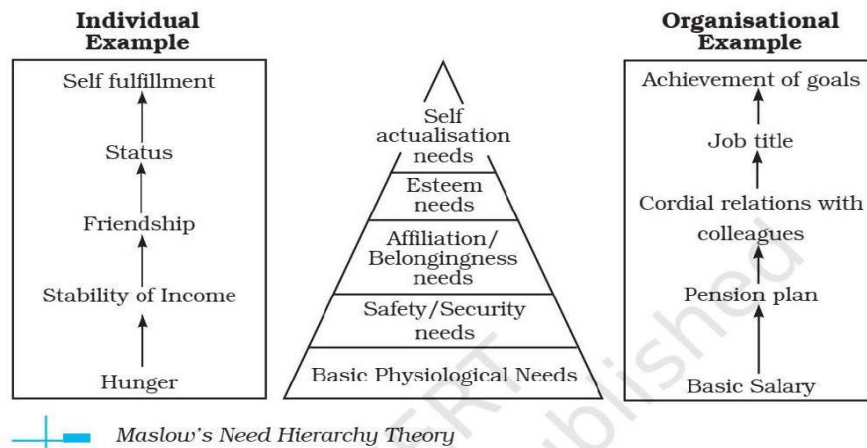 Individual
Example
Self fulfillment
Status
Friendship
Stability of Income
Hunger
Self
actualisation
needs
Esteem
needs
Affiliation/
Belongingness
needs
Safety/Security
needs
Basic Physiological Needs
Organisational
Example
Achievement of goals
Job title
Cordial relations with
colleagues
Pension plan
Basic Salary
Maslow's Need Hierarchy Theory